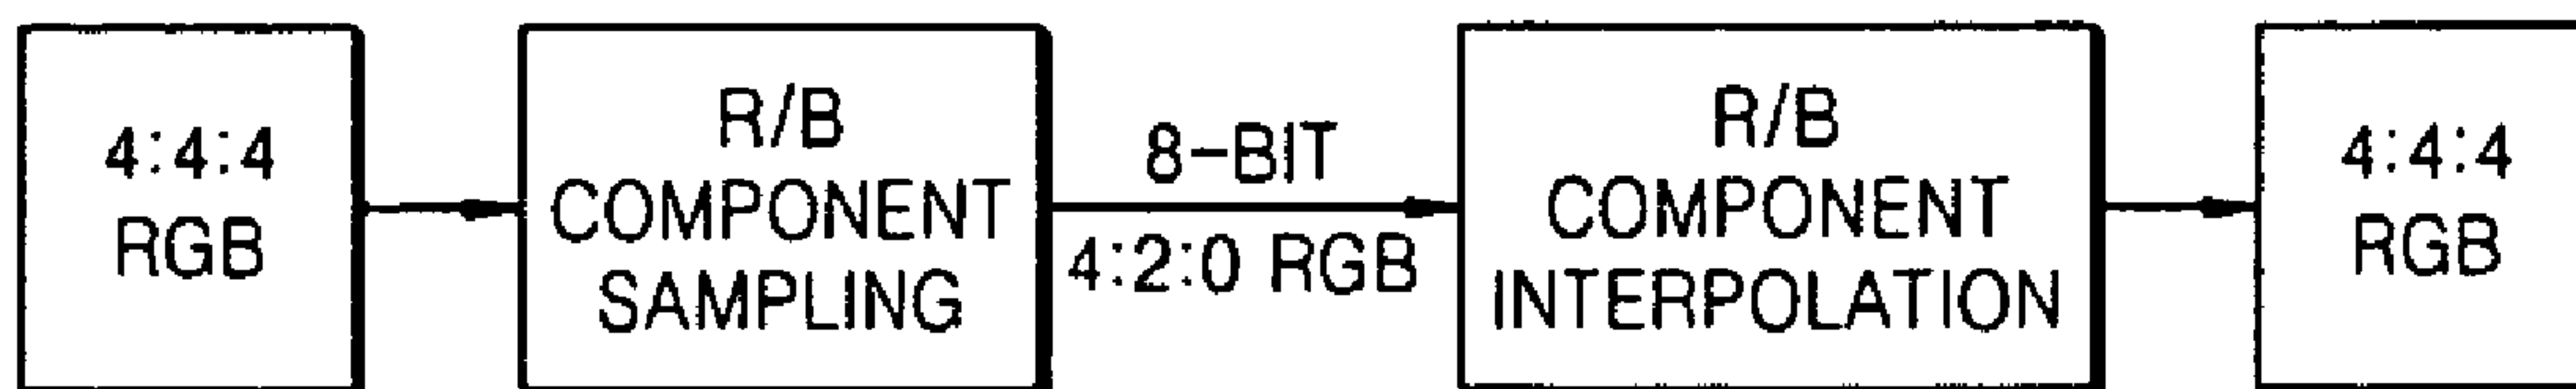 4:4:4
RGB
R/B
COMPONENT
SAMPLING
8-BIT
4:2:0 RGB
R/B
COMPONENT
INTERPOLATION
4:4:4
RGB